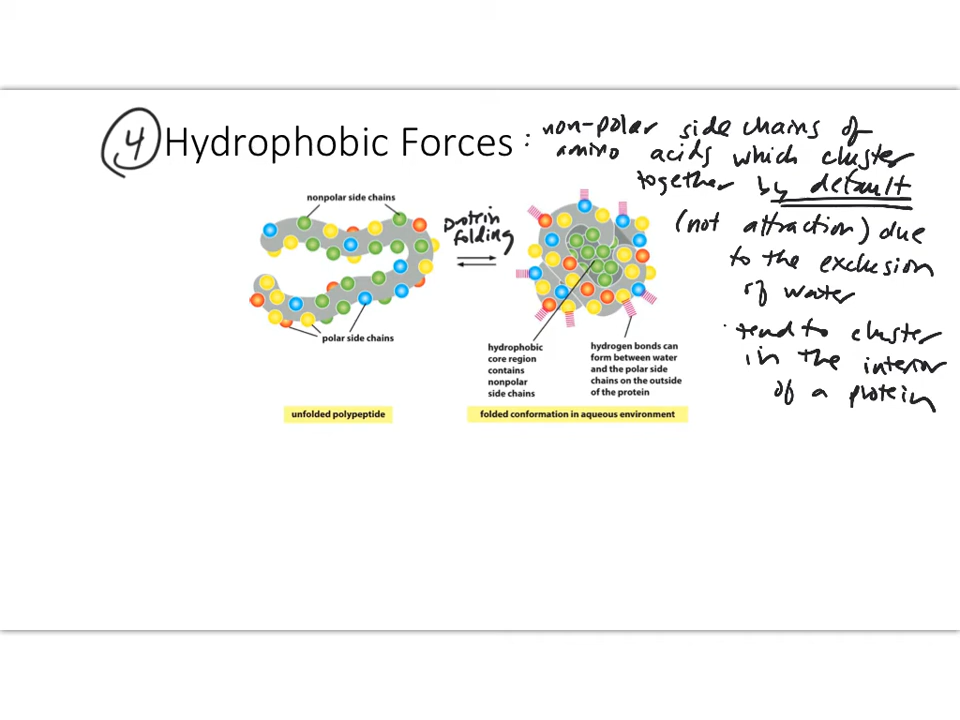 4 Hydrophobic Forces : non-polar side chains of
amino acids which cluster
together by default
(not attraction) due
to the exclusion
of water
· tend to cluster
in the interior
of a protein
nonpolar side chains
protein
folding
polar side chains
hydrophobic
core region
contains
nonpolar
side chains
hydrogen bonds can
form between water
and the polar side
chains on the outside
of the protein
unfolded polypeptide
folded conformation in aqueous environment